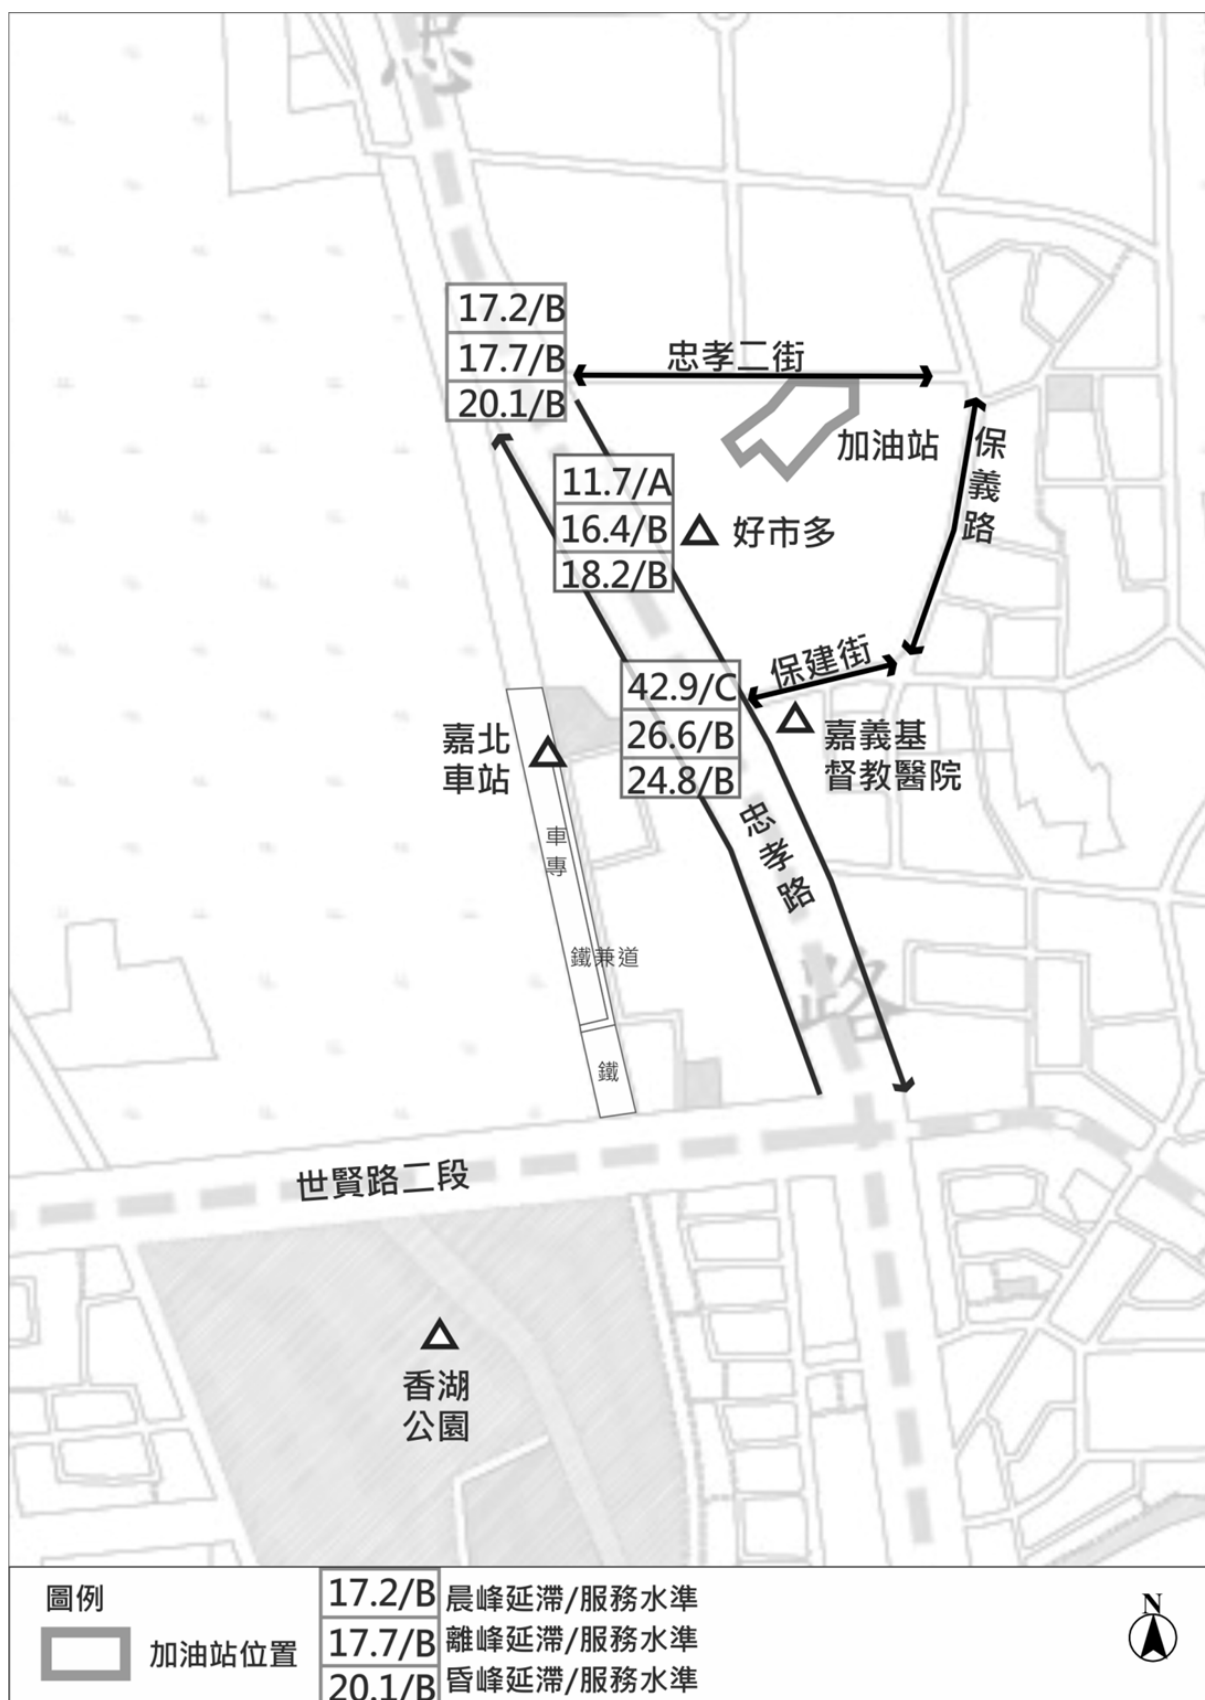 忠
17.2/B
17.7/B
20.1/B
忠孝二街
加油站
保義路
11.7/A
16.4/B
18.2/B
好市多
保建街
42.9/C
26.6/B
24.8/B
嘉義基
督教醫院
嘉北
車站
忠孝路
車專
鐵兼道
路
鐵
世賢路二段
香湖
公園
圖例
加油站位置
17.2/B 晨峰延滯/服務水準
17.7/B 離峰延滯/服務水準
20.1/B 昏峰延滯/服務水準
N